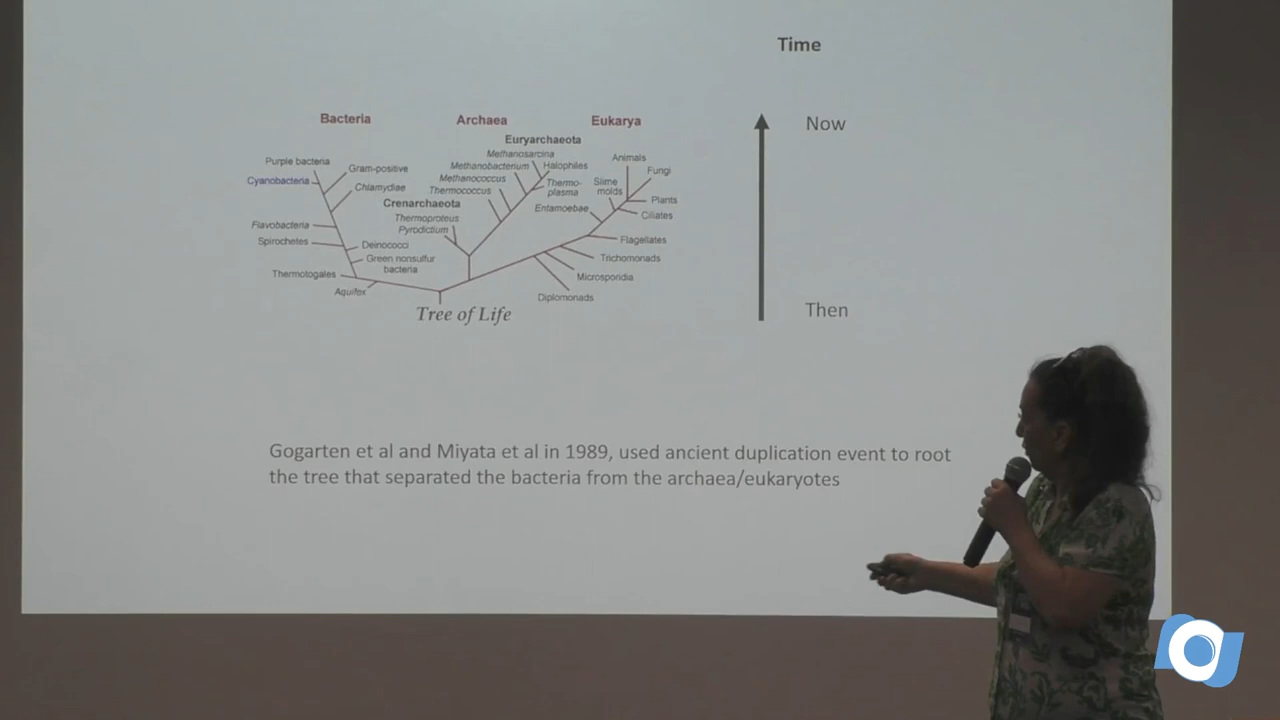 Time
Now
Then
Bacteria
Archaea
Eukarya
Euryarchaeota
Methanosarcina
Methanobacterium
Halophiles
Methanococcus
Thermo-
plasma
Thermococcus
Crenarchaeota
Thermoproteus
Pyrodictium
Purple bacteria
Cyanobacteria
Gram-positive
Chlamydiae
Flavobacteria
Spirochetes
Deinococci
Green nonsulfur
bacteria
Thermotogales
Aquifex
Animals
Fungi
Slime
molds
Plants
Entamoebae
Ciliates
Flagellates
Trichomonads
Microsporidia
Diplomonads
Tree of Life
Gogarten et al and Miyata et al in 1989, used ancient duplication event to root
the tree that separated the bacteria from the archaea/eukaryotes